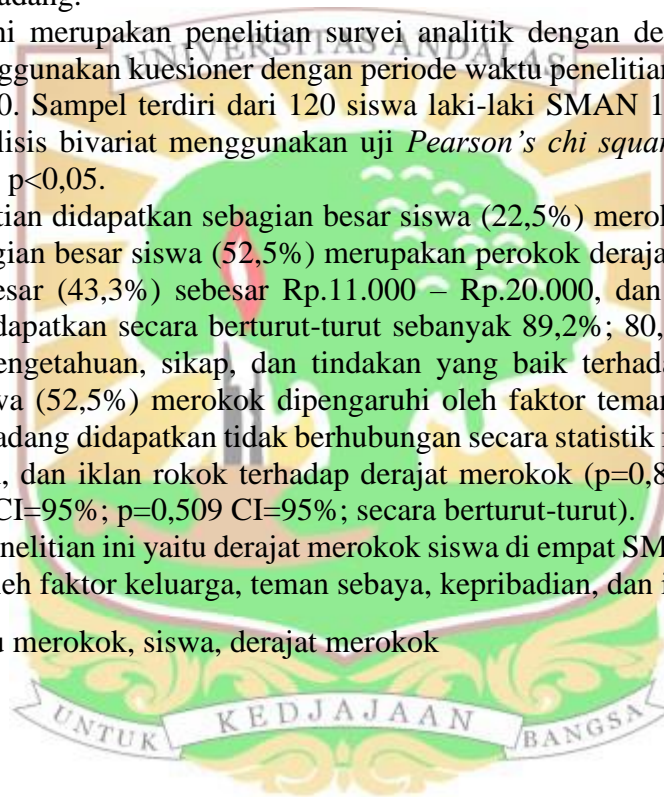 adang.
ni merupakan penelitian survei analitik dengan de
UNIVERSITAS ANDALAS
ggunakan kuesioner dengan periode waktu penelitian
0. Sampel terdiri dari 120 siswa laki-laki SMAN 1
lisis bivariat menggunakan uji Pearson's chi squar
p<0,05.
tian didapatkan sebagian besar siswa (22,5%) merok
gian besar siswa (52,5%) merupakan perokok deraja
esar (43,3%) sebesar Rp.11.000 – Rp.20.000, dan
dapatkan secara berturut-turut sebanyak 89,2%; 80,
engetahuan, sikap, dan tindakan yang baik terhada
wa (52,5%) merokok dipengaruhi oleh faktor teman
adang didapatkan tidak berhubungan secara statistik
, dan iklan rokok terhadap derajat merokok (p=0,8
CI=95%; p=0,509 CI=95%; secara berturut-turut).
nelitian ini yaitu derajat merokok siswa di empat SM
leh faktor keluarga, teman sebaya, kepribadian, dan i
u merokok, siswa, derajat merokok
UNTUK KEDJAJAAN BANGSA